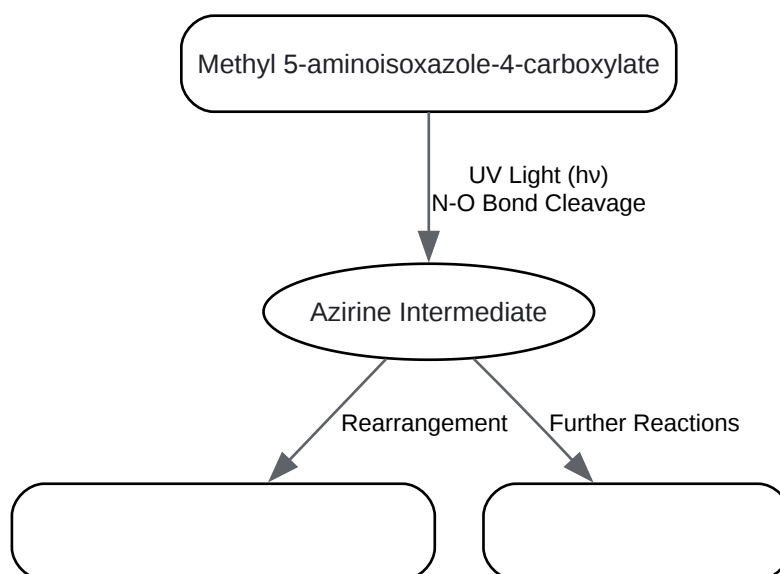 Methyl 5-aminoisoxazole-4-carboxylate
UV Light (hν)
N-O Bond Cleavage
Azirine Intermediate
Rearrangement
Further Reactions